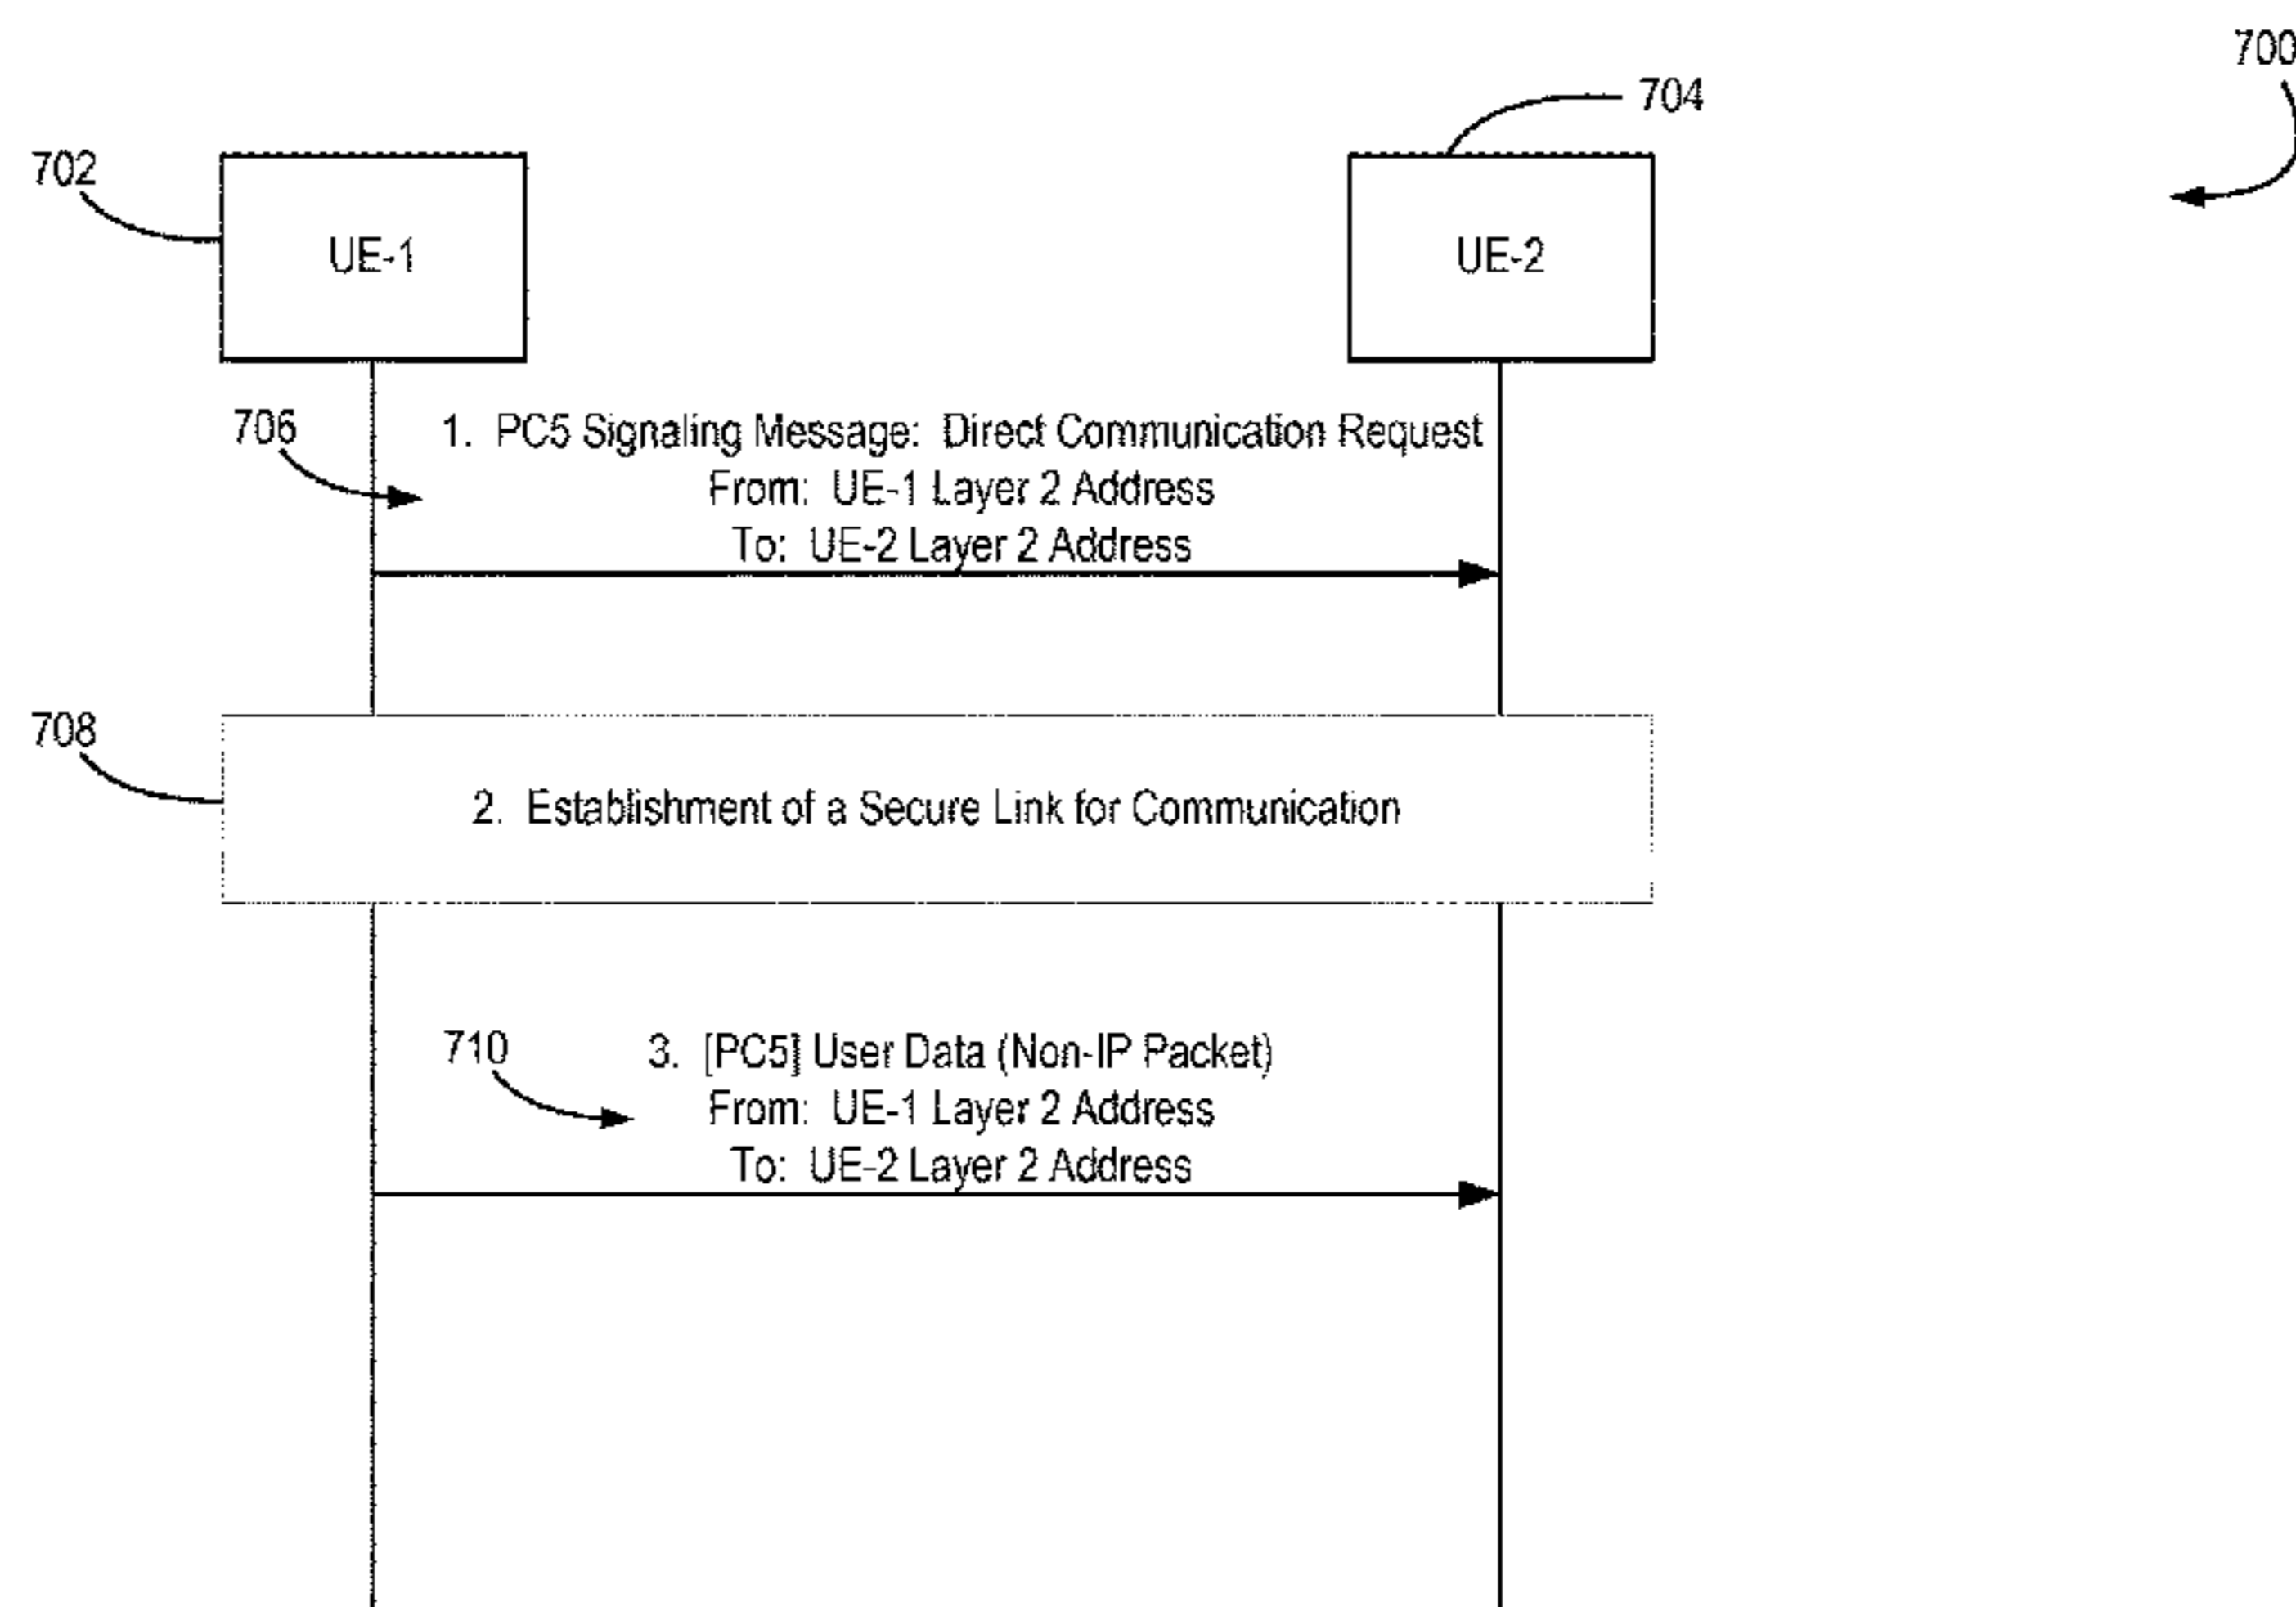 700
704
702
UE-1
UE-2
706
1. PC5 Signaling Message: Direct Communication Request
From: UE-1 Layer 2 Address
To: UE-2 Layer 2 Address
708
2. Establishment of a Secure Link for Communication
710
3. [PC5] User Data (Non-IP Packet)
From: UE-1 Layer 2 Address
To: UE-2 Layer 2 Address